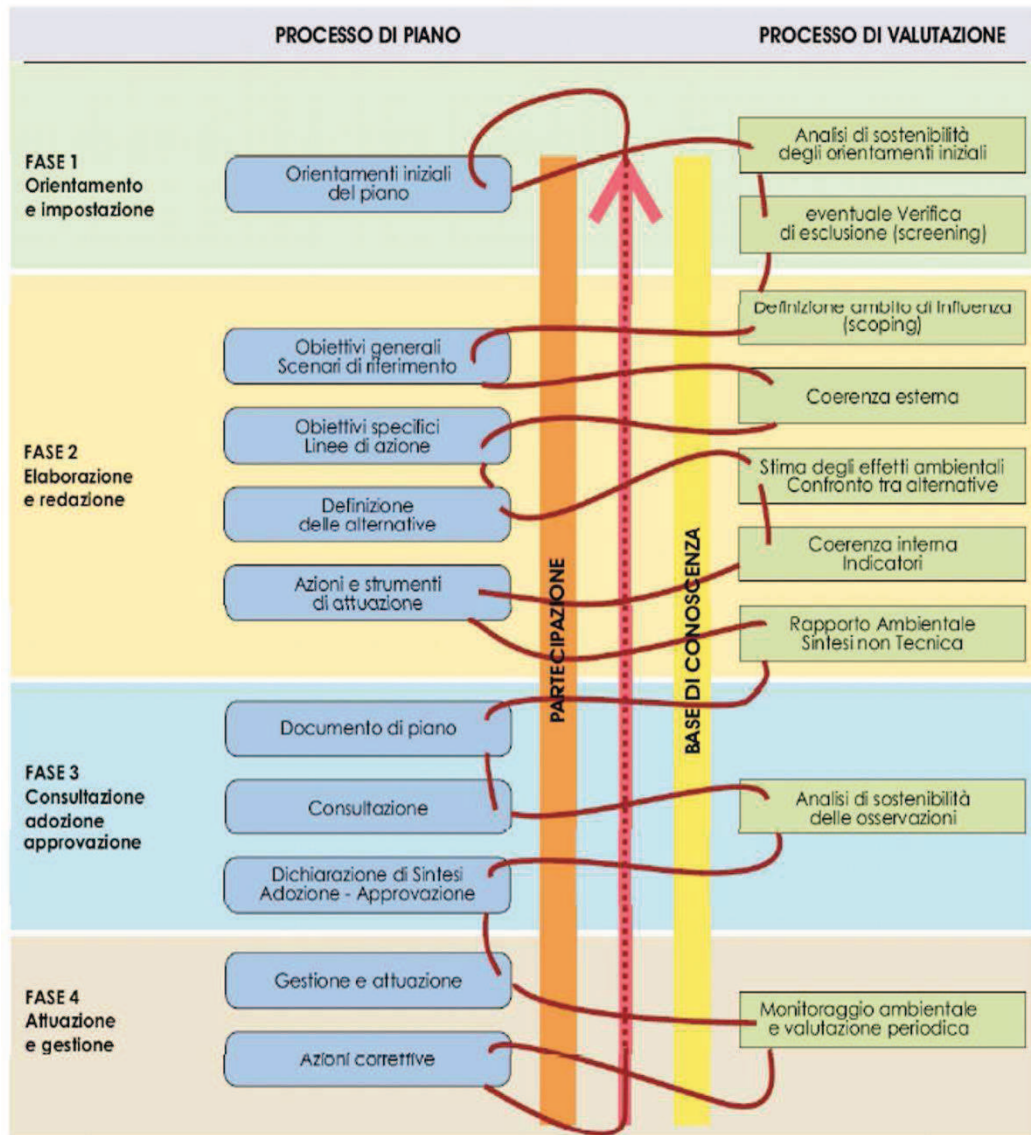 PROCESSO DI PIANO
PROCESSO DI VALUTAZIONE
FASE 1
Orientamento
e impostazione
Orientamenti iniziali
del piano
Analisi di sostenibilità
degli orientamenti iniziali
eventuale Verifica
di esclusione (screening)
FASE 2
Elaborazione
e redazione
Obiettivi generali
Scenari di riferimento
Obiettivi specifici
Linee di azione
Definizione
delle alternative
Azioni e strumenti
di attuazione
Definizione ambito di influenza
(scoping)
Coerenza esterna
Stima degli effetti ambientali
Confronto tra alternative
Coerenza interna
Indicatori
Rapporto Ambientale
Sintesi non Tecnica
PARTECIPAZIONE
BASE DI CONOSCENZA
FASE 3
Consultazione
adozione
approvazione
Documento di piano
Consultazione
Dichiarazione di Sintesi
Adozione - Approvazione
Analisi di sostenibilità
delle osservazioni
FASE 4
Attuazione
e gestione
Gestione e attuazione
Azioni correttive
Monitoraggio ambientale
e valutazione periodica